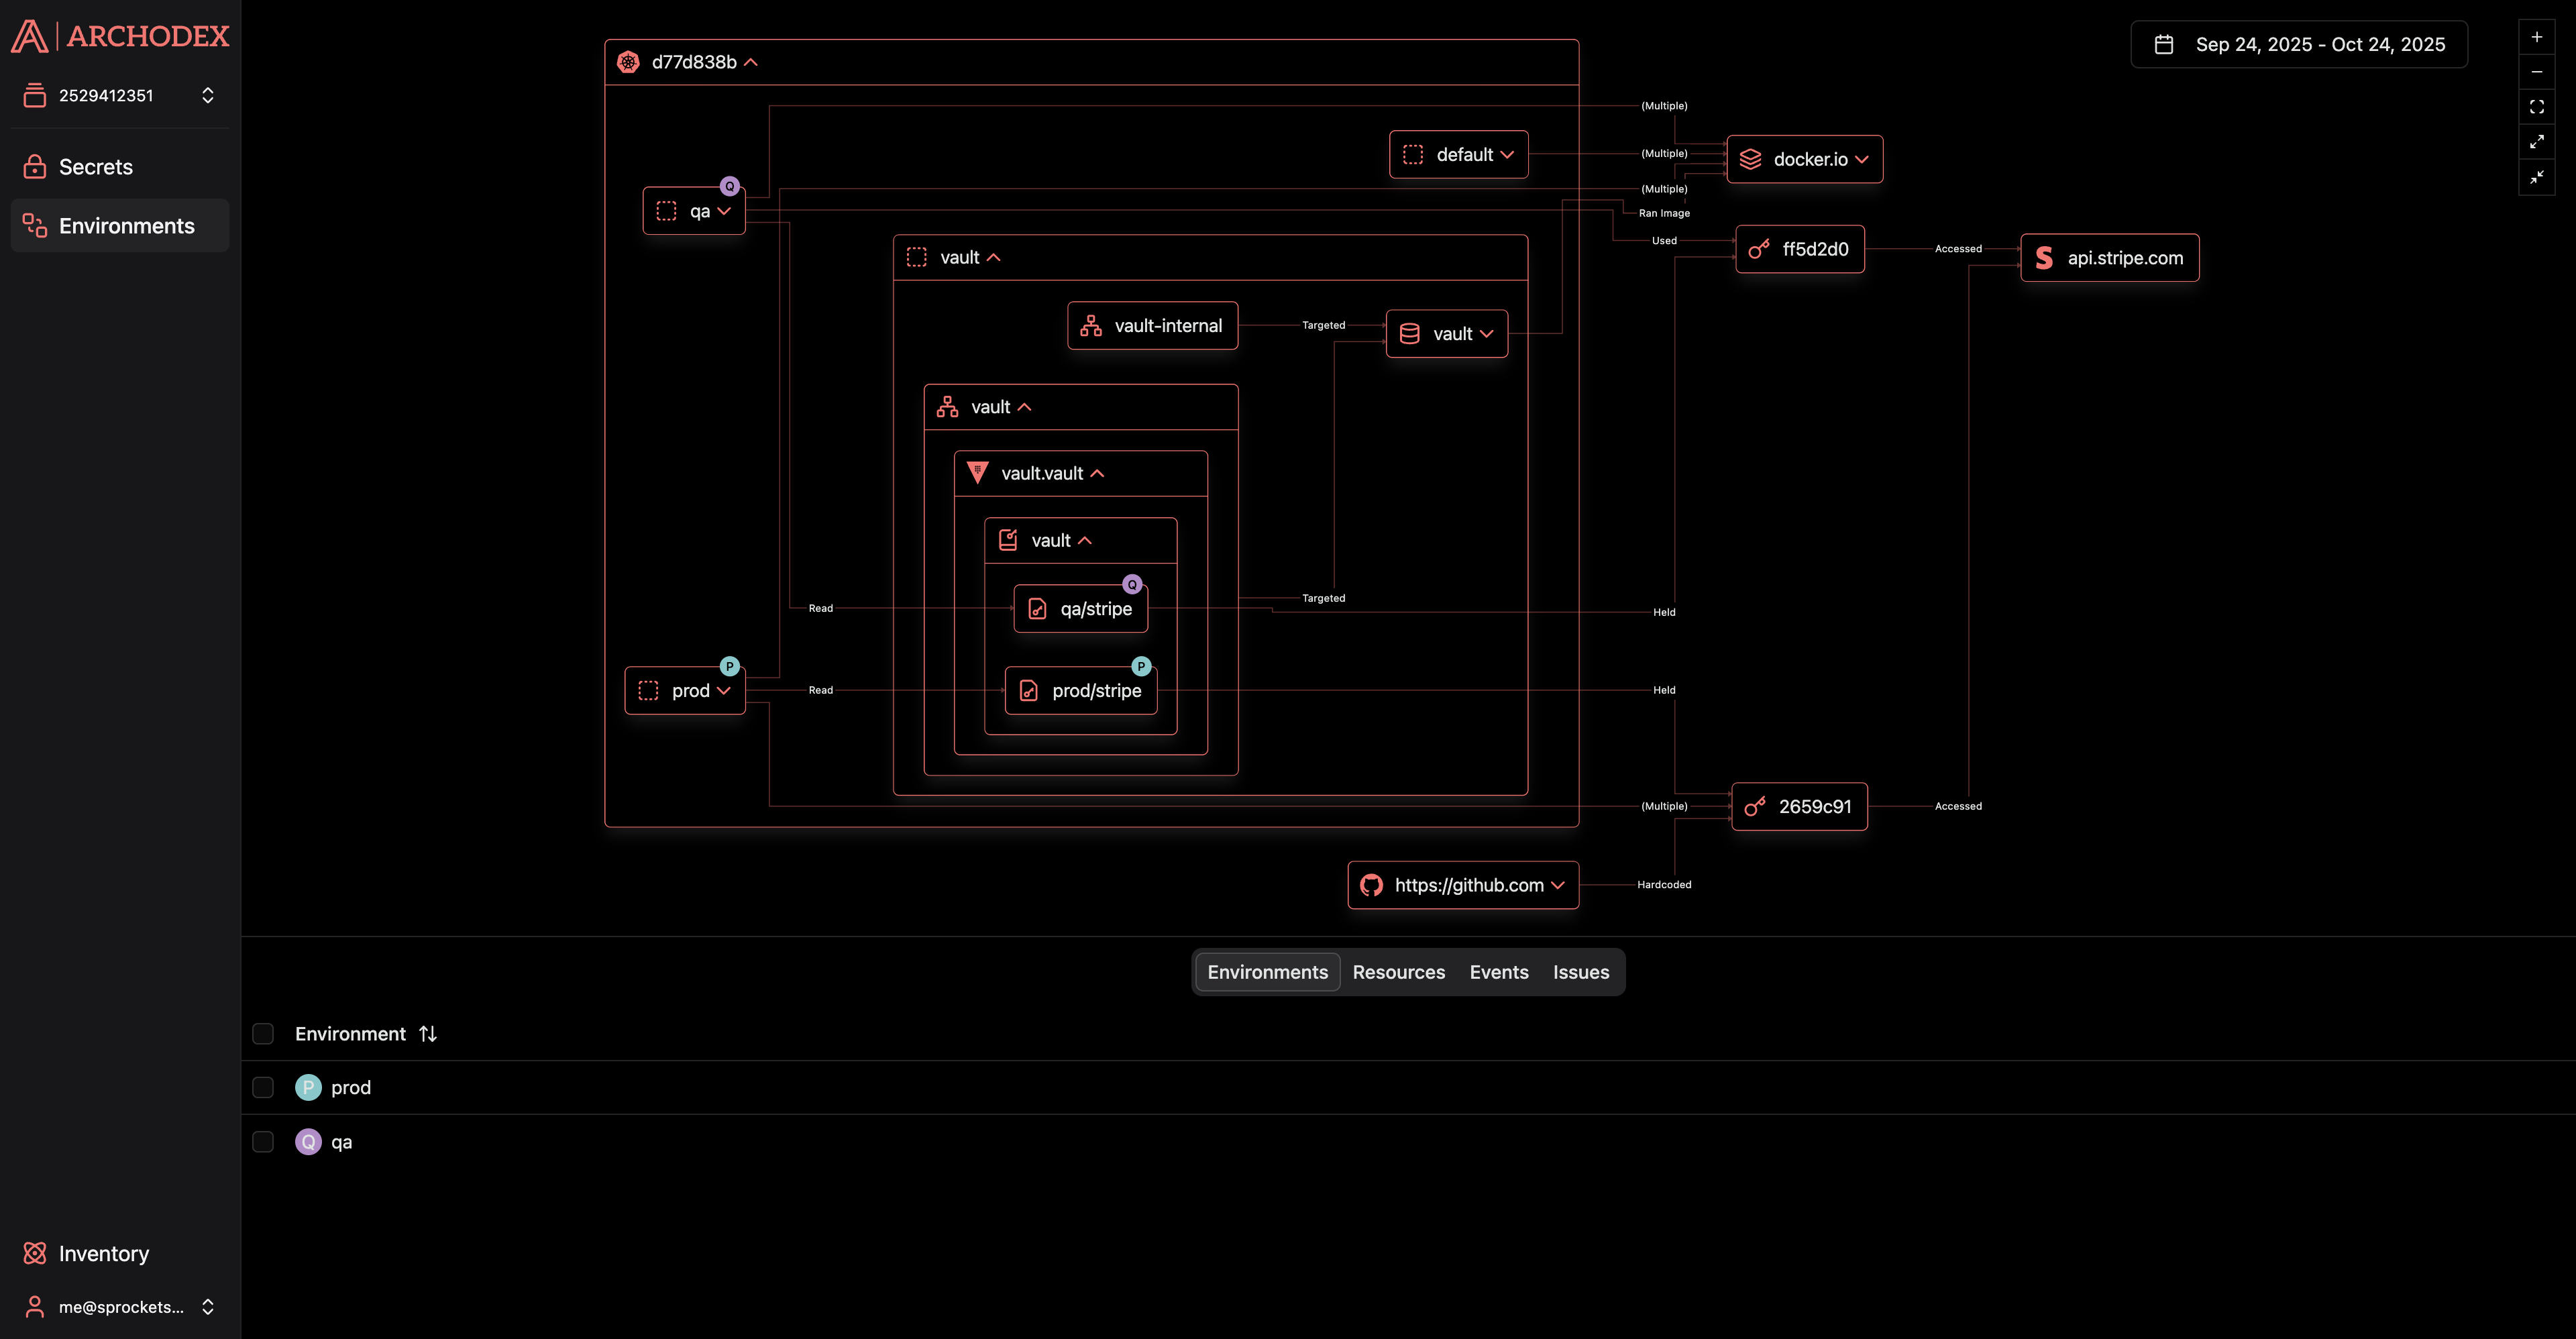 ARCHODEX
2529412351
Secrets
Environments
Inventory
me@sprockets...
Sep 24, 2025 - Oct 24, 2025
d77d838b
(Multiple)
default
(Multiple)
docker.io
Q
qa
(Multiple)
Ran Image
Used
ff5d2d0
Accessed
api.stripe.com
vault
vault-internal
Targeted
vault
vault
vault.vault
vault
Q
qa/stripe
Read
Targeted
Held
P
prod
Read
P
prod/stripe
Held
(Multiple)
2659c91
Accessed
https://github.com
Hardcoded
Environments
Resources
Events
Issues
Environment
P prod
Q qa